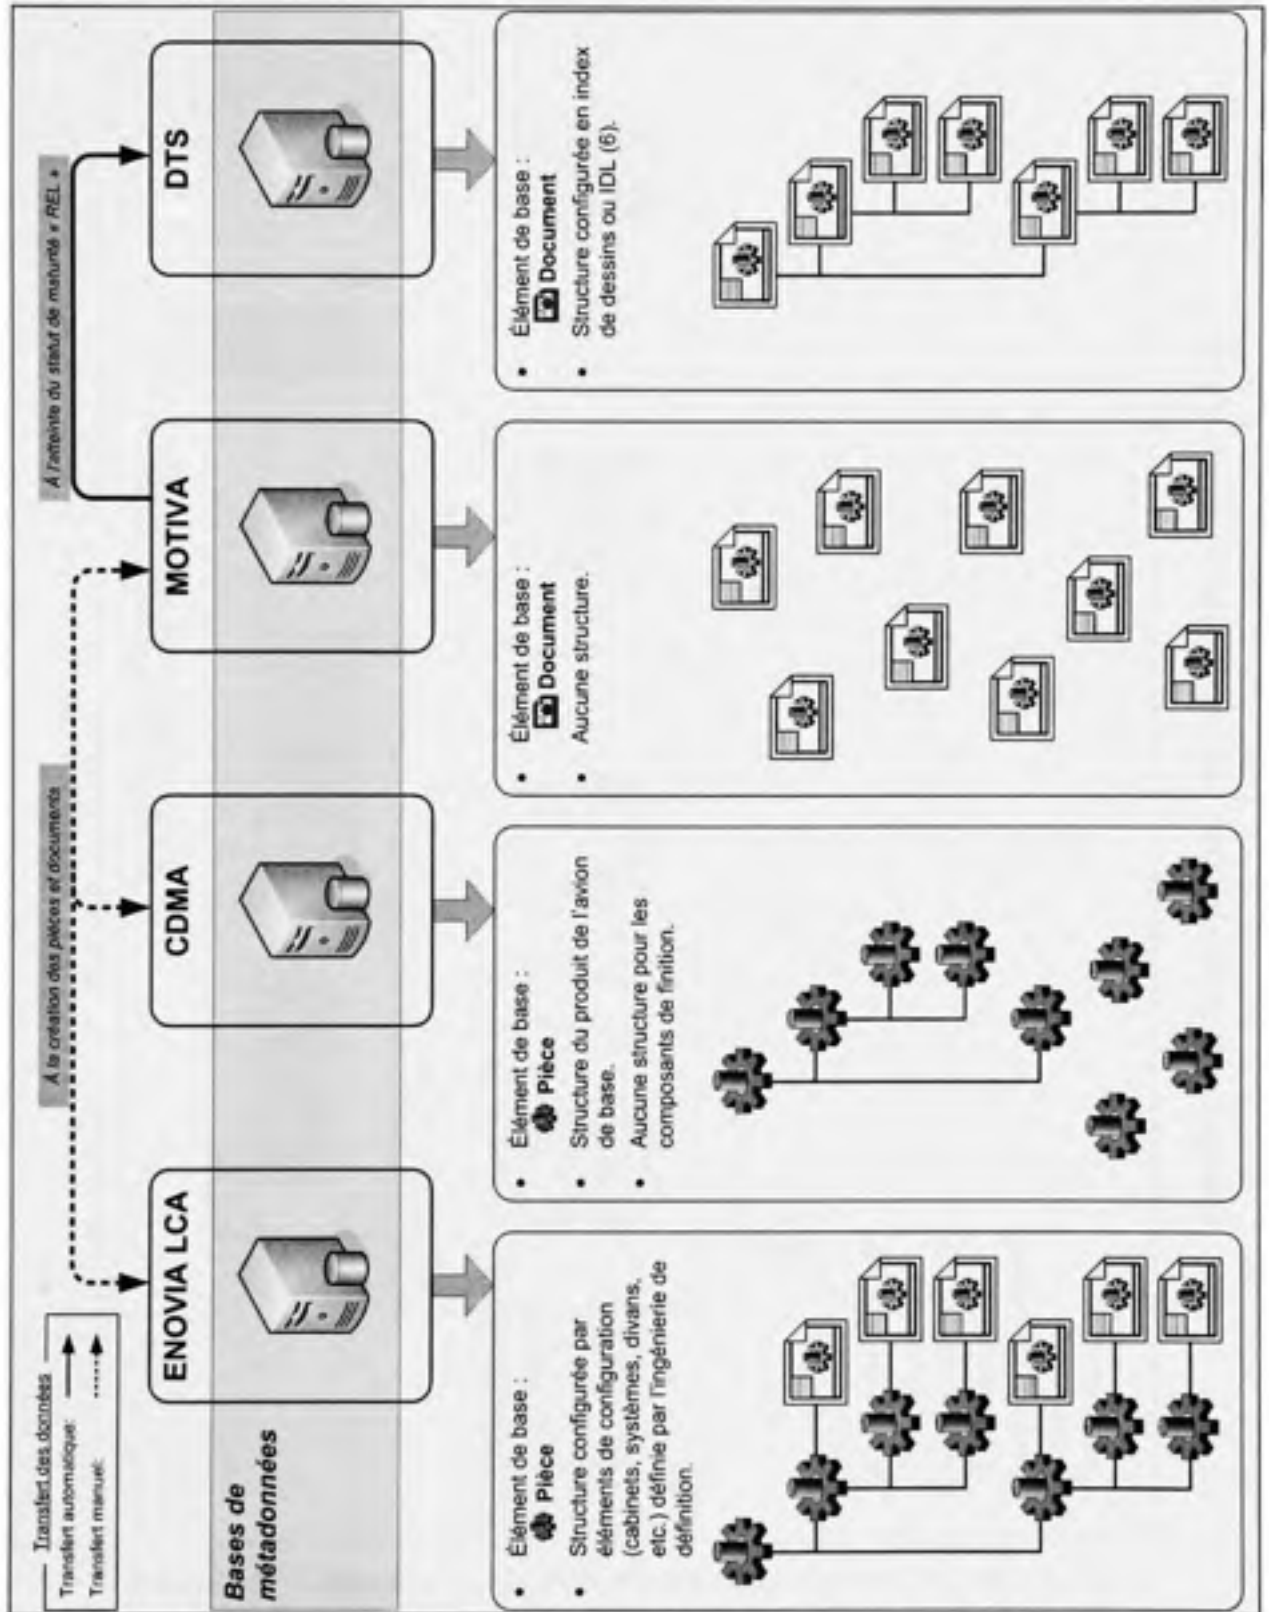 Transfert des données
Transfert automatique:
Transfert manuel:
À la création des pièces et documents
À l'atteinte du statut de maturité « REL »
ENOVIA LCA
CDMA
MOTIVA
DTS
Bases de
métadonnées
• Élément de base :
Pièce
• Structure configurée par
éléments de configuration
(cabinets, systèmes, divans,
etc.) définie par l'ingénierie de
définition.
• Élément de base :
Pièce
• Structure du produit de l'avion
de base.
• Aucune structure pour les
composants de finition.
• Élément de base :
Document
• Aucune structure.
• Élément de base :
Document
• Structure configurée en index
de dessins ou IDL (6).